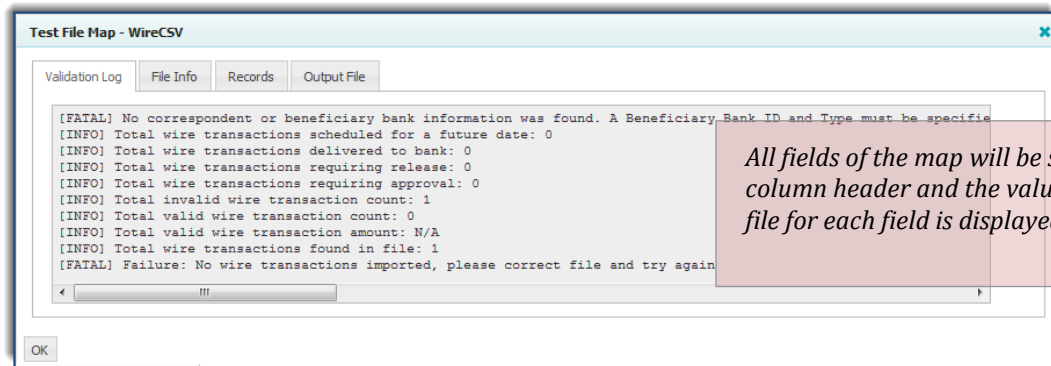 Test File Map - WireCSV
Validation Log File Info Records Output File
[FATAL] No correspondent or beneficiary bank information was found. A Beneficiary Bank ID and Type must be
[INFO] Total wire transactions scheduled for a future date: 0
[INFO] Total wire transactions delivered to bank: 0
[INFO] Total wire transactions requiring release: 0
[INFO] Total wire transactions requiring approval: 0
[INFO] Total invalid wire transaction count: 1
[INFO] Total valid wire transaction count: 0
[INFO] Total valid wire transaction amount: N/A
[INFO] Total wire transactions found in file: 1
[FATAL] Failure: No wire transactions imported, please correct file and try again
All fields of the map will be
column header and the
file for each field is
OK